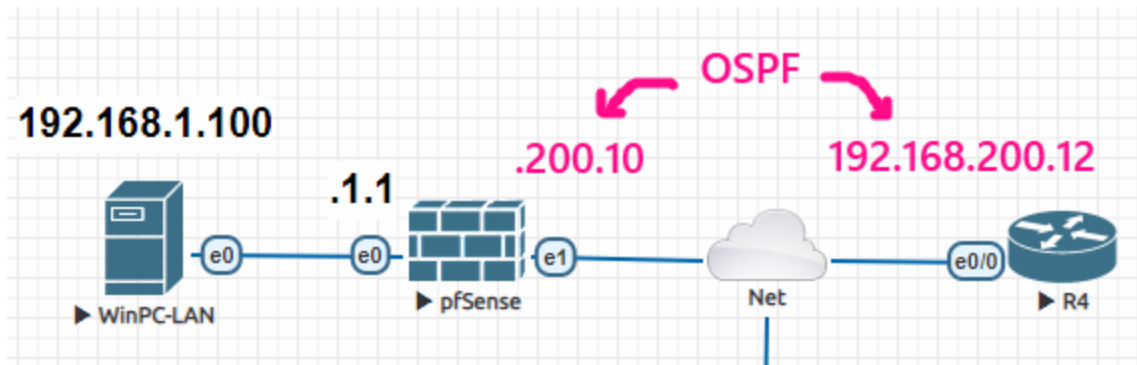 OSPF
192.168.1.100
.200.10
192.168.200.12
.1.1
e0
e0
e1
e0/0
WinPC-LAN
pfSense
Net
R4